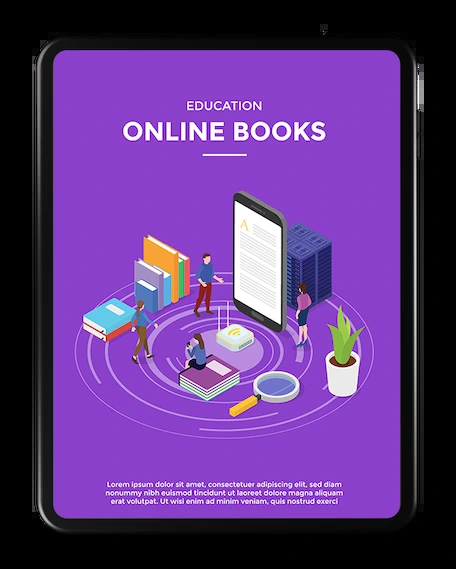 EDUCATION
ONLINE BOOKS
Lorem ipsum dolor sit amet, consectetuer adipiscing elit, sed diam
nonummy nibh euismod tincidunt ut laoreet dolore magna aliquam
erat volutpat. Ut wisi enim ad minim veniam, quis nostrud exerci